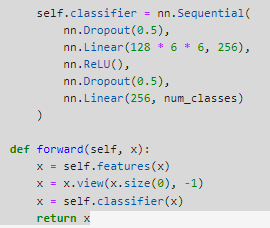 self.classifier = nn.Sequential(
nn.Dropout(0.5),
nn.Linear(128 * 6 * 6, 256),
nn.ReLU(),
nn.Dropout(0.5),
nn.Linear(256, num_classes)
)
def forward(self, x):
x = self.features(x)
x = x.view(x.size(0), -1)
x = self.classifier(x)
return x